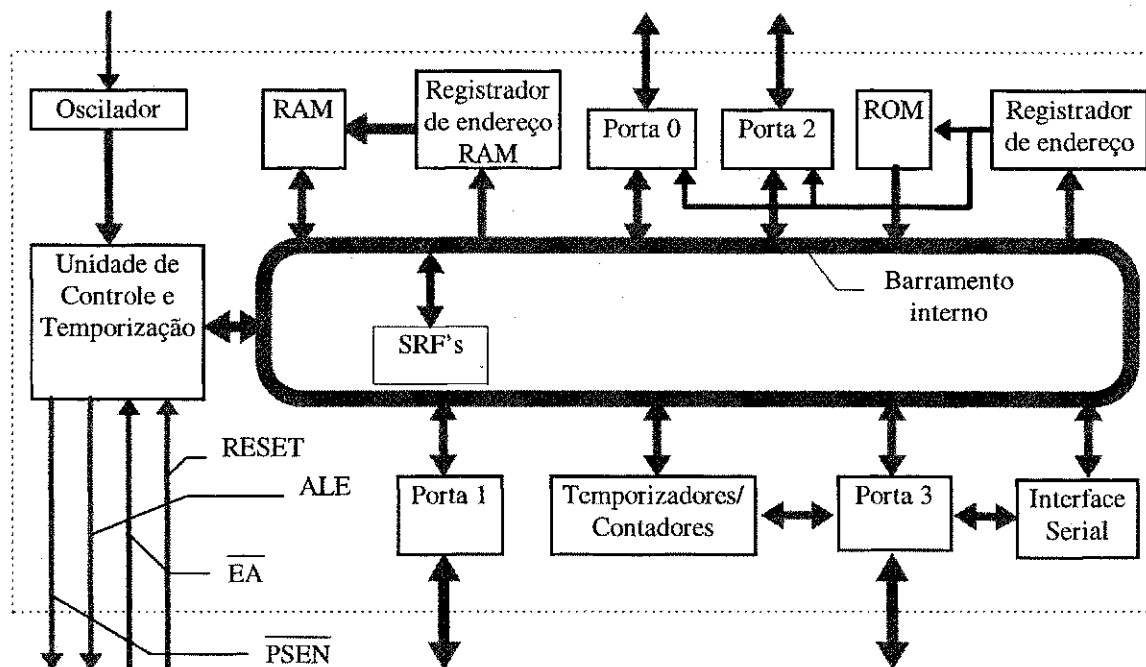 Oscilador
RAM
Registrador
de endereço
RAM
Porta 0
Porta 2
ROM
Registrador
de endereço
Unidade de
Controle e
Temporização
SRF's
Barramento
interno
RESET
ALE
EA
PSEN
Porta 1
Temporizadores/
Contadores
Porta 3
Interface
Serial